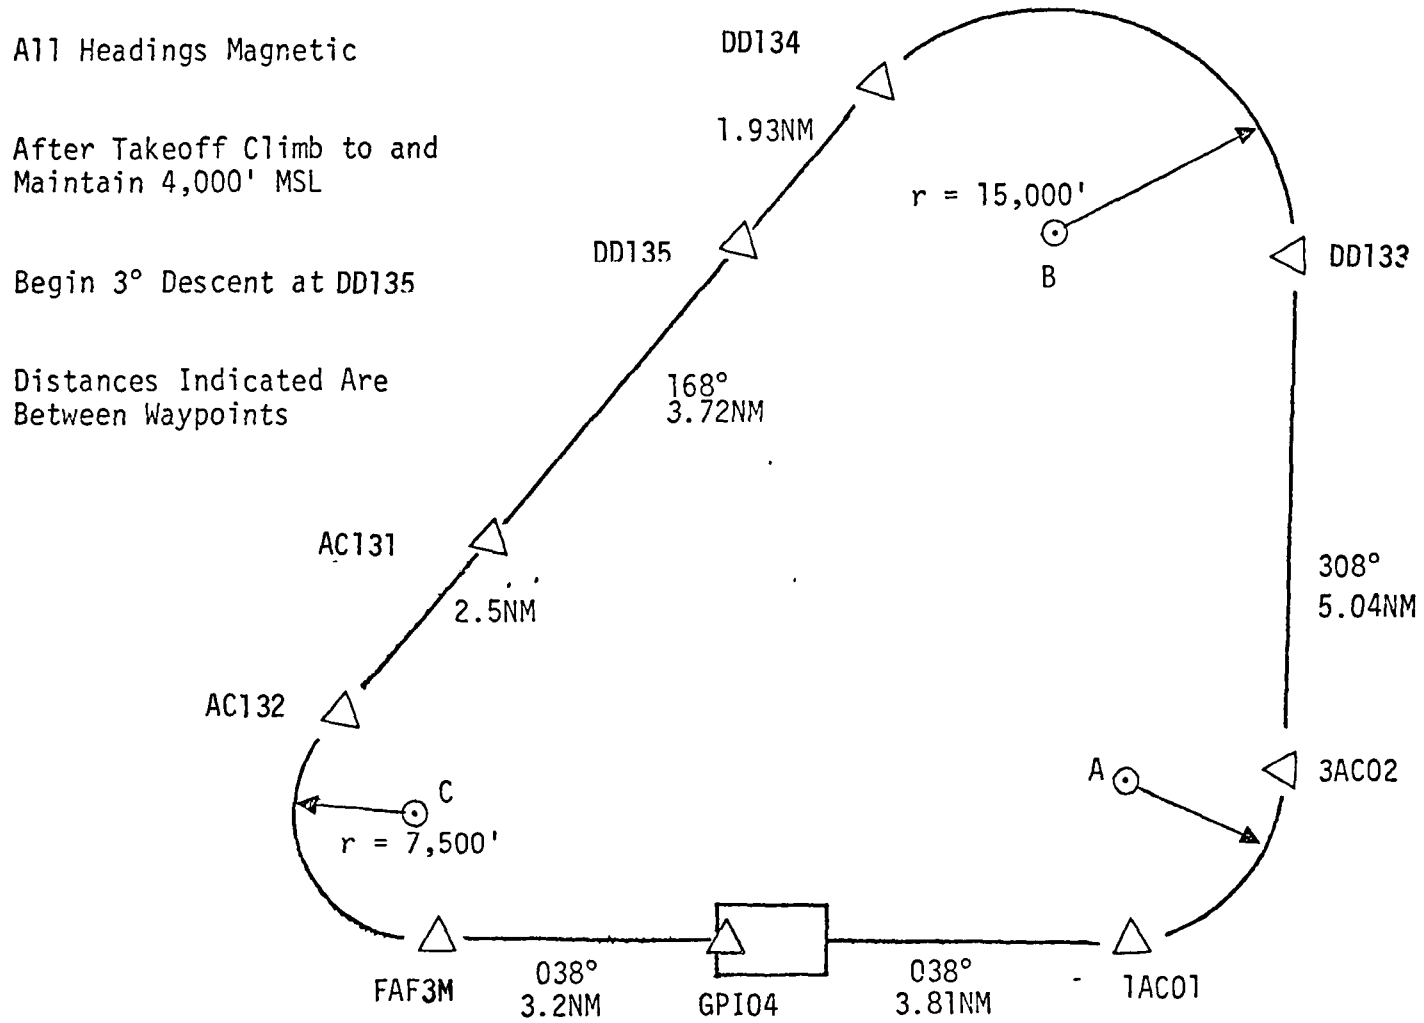 All Headings Magnetic
After Takeoff Climb to and
Maintain 4,000' MSL
Begin 3° Descent at DD135
Distances Indicated Are
Between Waypoints
DD134
1.93NM
r = 15,000'
B
DD135
DD133
168°
3.72NM
AC131
2.5NM
308°
5.04NM
AC132
C
r = 7,500'
A
3AC02
FAF3M
038°
3.2NM
GPI04
038°
3.81NM
1AC01